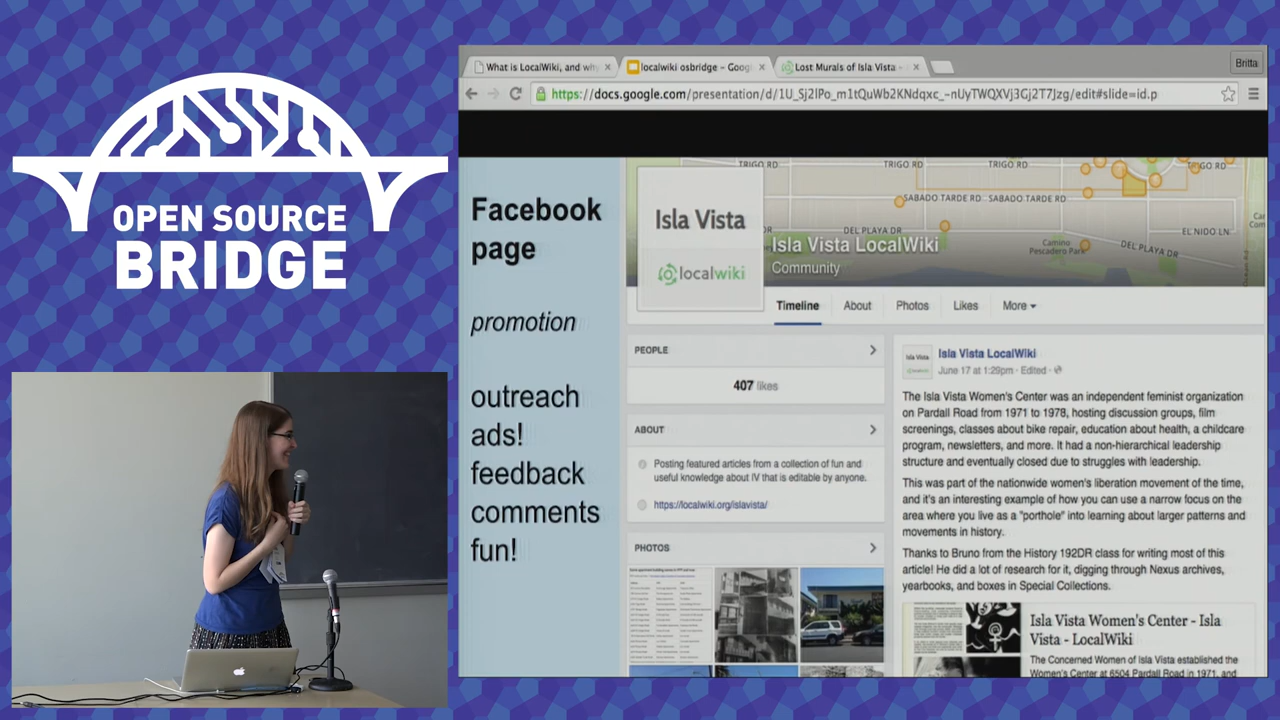 OPEN SOURCE
BRIDGE
What is LocalWiki, and why
localwiki osbridge – Goog
Lost Murals of Isla Vista -
Britta
https://docs.google.com/presentation/d/1U_Sj2lPo_m1tQuWb2KNdqxc_-nUyTWQXVj3Gj2T7Jzg/edit#slide=id.p
Facebook
page
promotion
outreach
ads!
feedback
comments
fun!
TRIGO RD
TRIGO RD
TRIGO RD
TRIGO RD
SABADO TARDE RD
SABADO TARDE RD
DEL PLAYA DR
EL NIDO LN
Camino
Pescadero Park
DEL PLAYA DR
Isla Vista
localwiki
Isla Vista LocalWiki
Community
Timeline
About
Photos
Likes
More
PEOPLE
407 likes
ABOUT
Posting featured articles from a collection of fun and
useful knowledge about IV that is editable by anyone.
https://localwiki.org/islavista/
PHOTOS
Isla Vista LocalWiki
June 17 at 1:29pm · Edited ·
The Isla Vista Women's Center was an independent feminist organization
on Pardall Road from 1971 to 1978, hosting discussion groups, film
screenings, classes about bike repair, education about health, a childcare
program, newsletters, and more. It had a non-hierarchical leadership
structure and eventually closed due to struggles with leadership.
This was part of the nationwide women's liberation movement of the time,
and it's an interesting example of how you can use a narrow focus on the
area where you live as a "porthole" into learning about larger patterns and
movements in history.
Thanks to Bruno from the History 192DR class for writing most of this
article! He did a lot of research for it, digging through Nexus archives,
yearbooks, and boxes in Special Collections.
Isla Vista Women's Center - Isla
Vista - LocalWiki
The Concerned Women of Isla Vista established the
Women's Center at 6504 Pardall Road in 1971, and